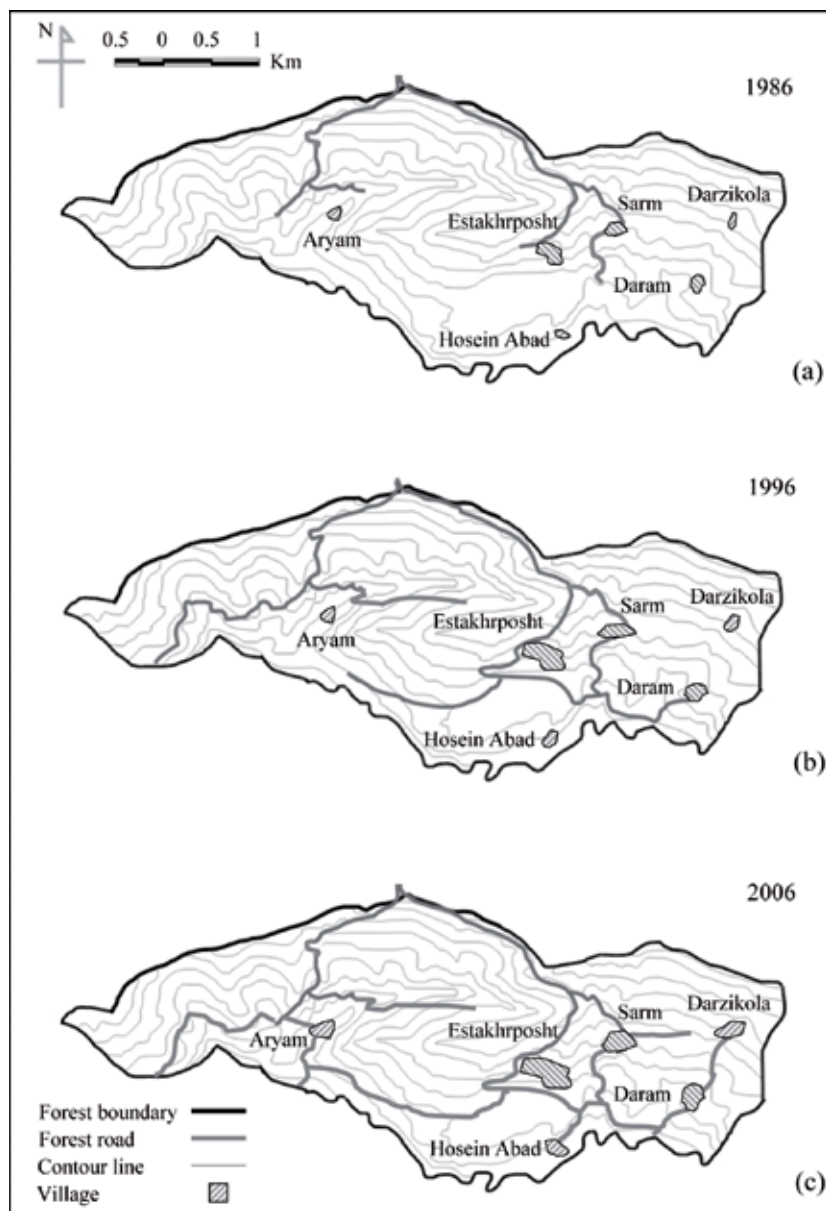 N
0.5 0 0.5 1
Km
1986
Darzikola
Sarm
Estakhrposht
Aryam
Daram
Hosein Abad
(a)
1996
Darzikola
Sarm
Estakhrposht
Aryam
Daram
Hosein Abad
(b)
2006
Darzikola
Sarm
Estakhrposht
Aryam
Daram
Hosein Abad
(c)
Forest boundary
Forest road
Contour line
Village